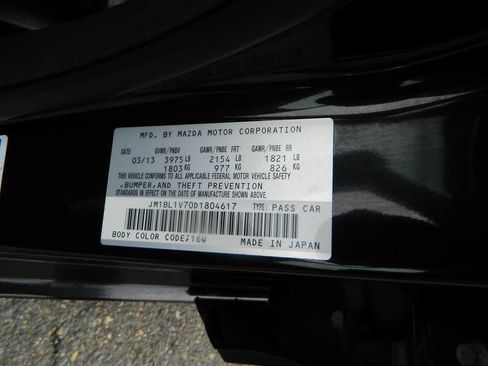 MFD. BY MAZDA MOTOR CORPORATION
GVWR/PNBV GAWR/PNBE FRT GAWR/PNBE RR
03/13 3975 LB 2154 LB 1821 LB
1803 KG 977 KG 826 KG
THIS VEHICLE CONFORMS TO ALL APPLICABLE FEDERAL MOTOR VEHICLE SAFETY
,BUMPER,AND THEFT PREVENTION
STANDARDS IN EFFECT ON THE DATE OF MANUFACTURE SHOWN ABOVE.
JM1BL1V70D1804617 TYPE: PASS CAR
BODY COLOR CODE:16W MADE IN JAPAN